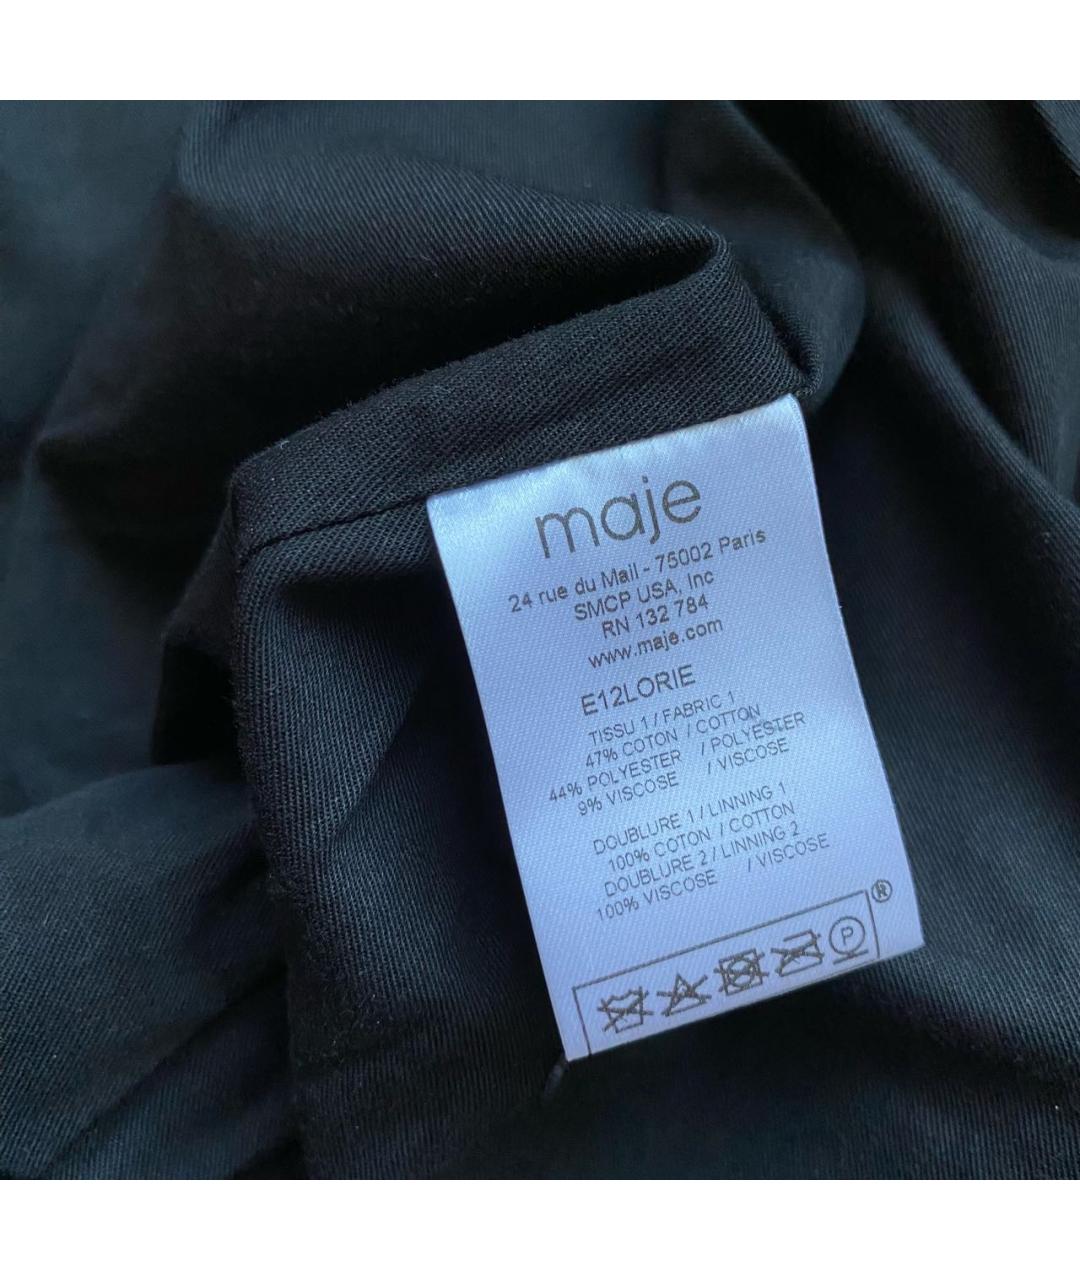 maje
24 rue du Mail - 75002 Paris
SMCP USA, Inc
RN 132 784
www.maje.com
E12LORIE
TISSU 1 / FABRIC 1
47% COTON / COTTON
44% POLYESTER / POLYESTER
9% VISCOSE / VISCOSE
DOUBLURE 1 / LINNING 1
100% COTON / COTTON
DOUBLURE 2 / LINNING 2
100% VISCOSE / VISCOSE
®
P